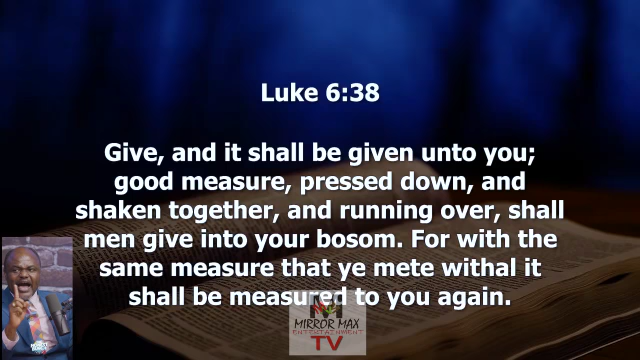 Luke 6:38
Give, and it shall be given unto you;
good measure, pressed down, and
shaken together, and running over, shall
men give into your bosom. For with the
same measure that ye mete withal it
shall be measured to you again.
MIRROR MAX
ENTERTAINMENT
TV